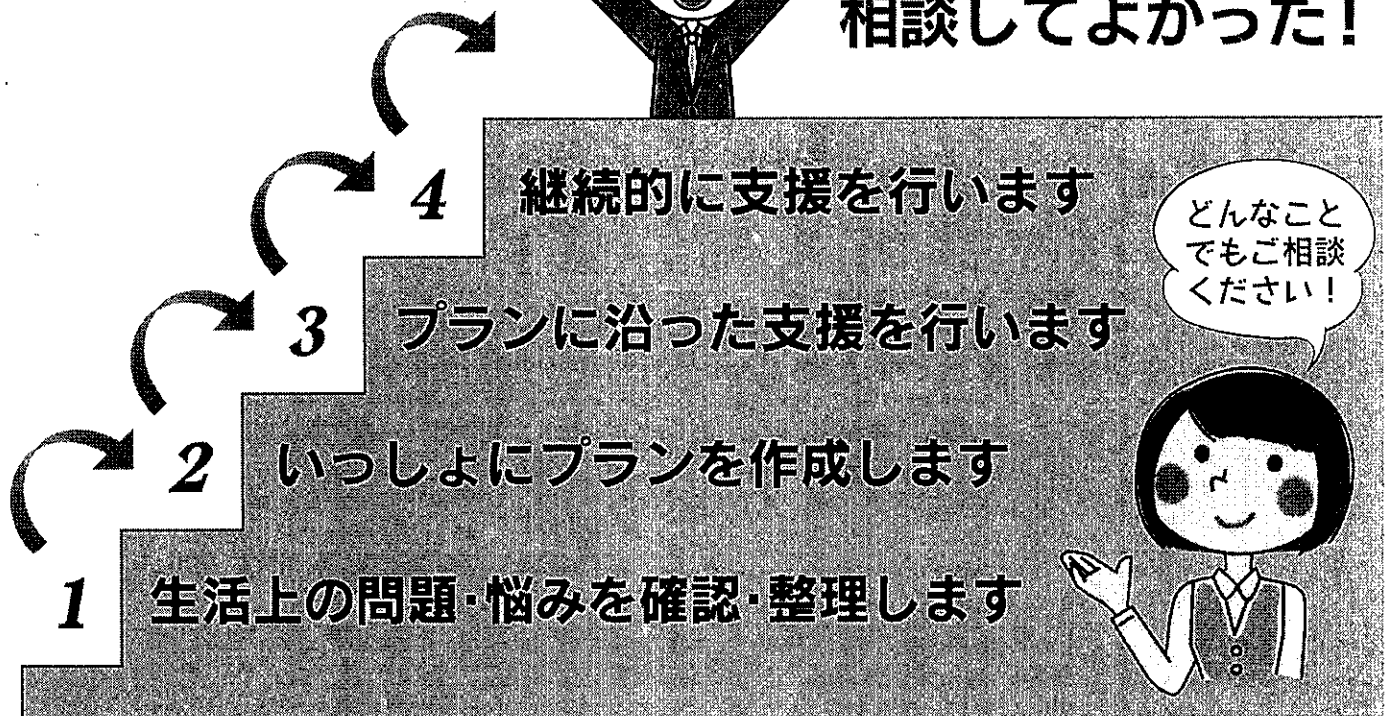 相談してよかった!
4 継続的に支援を行います
どんなこと
でもご相談
ください!
3 プランに沿った支援を行います
2 いっしょにプランを作成します
1 生活上の問題・悩みを確認・整理します